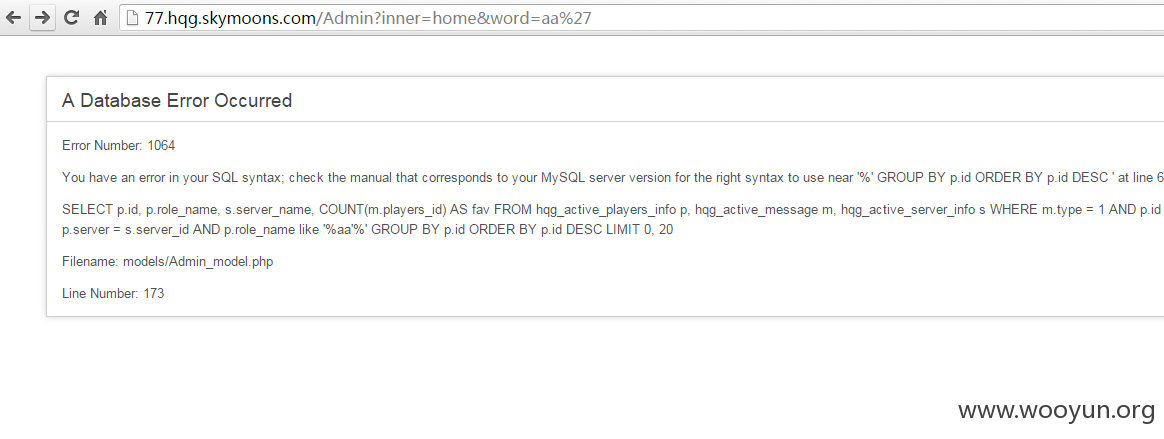 77.hqg.skymoons.com/Admin?inner=home&word=aa%27
A Database Error Occurred
Error Number: 1064
You have an error in your SQL syntax; check the manual that corresponds to your MySQL server version for the right syntax to use near '%' GROUP BY p.id ORDER BY p.id DESC ' at line 6
SELECT p.id, p.role_name, s.server_name, COUNT(m.players_id) AS fav FROM hqg_active_players_info p, hqg_active_message m, hqg_active_server_info s WHERE m.type = 1 AND p.id
p.server = s.server_id AND p.role_name like '%aa'%' GROUP BY p.id ORDER BY p.id DESC LIMIT 0, 20
Filename: models/Admin_model.php
Line Number: 173
www.wooyun.org